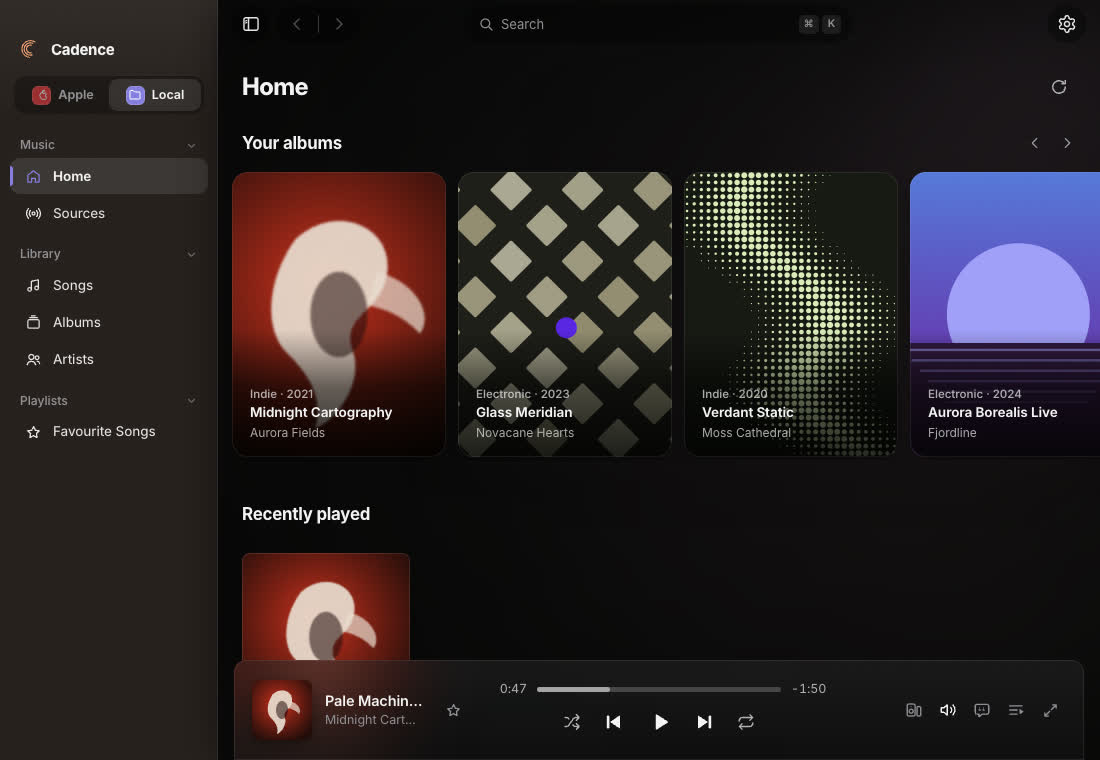 Cadence
Apple
Local
Music
Home
Sources
Library
Songs
Albums
Artists
Playlists
Favourite Songs
Search
⌘ K
Home
Your albums
Indie · 2021
Midnight Cartography
Aurora Fields
Electronic · 2023
Glass Meridian
Novacane Hearts
Indie · 2020
Verdant Static
Moss Cathedral
Electronic · 2024
Aurora Borealis Live
Fjordline
Recently played
Pale Machin...
Midnight Cart...
0:47
-1:50